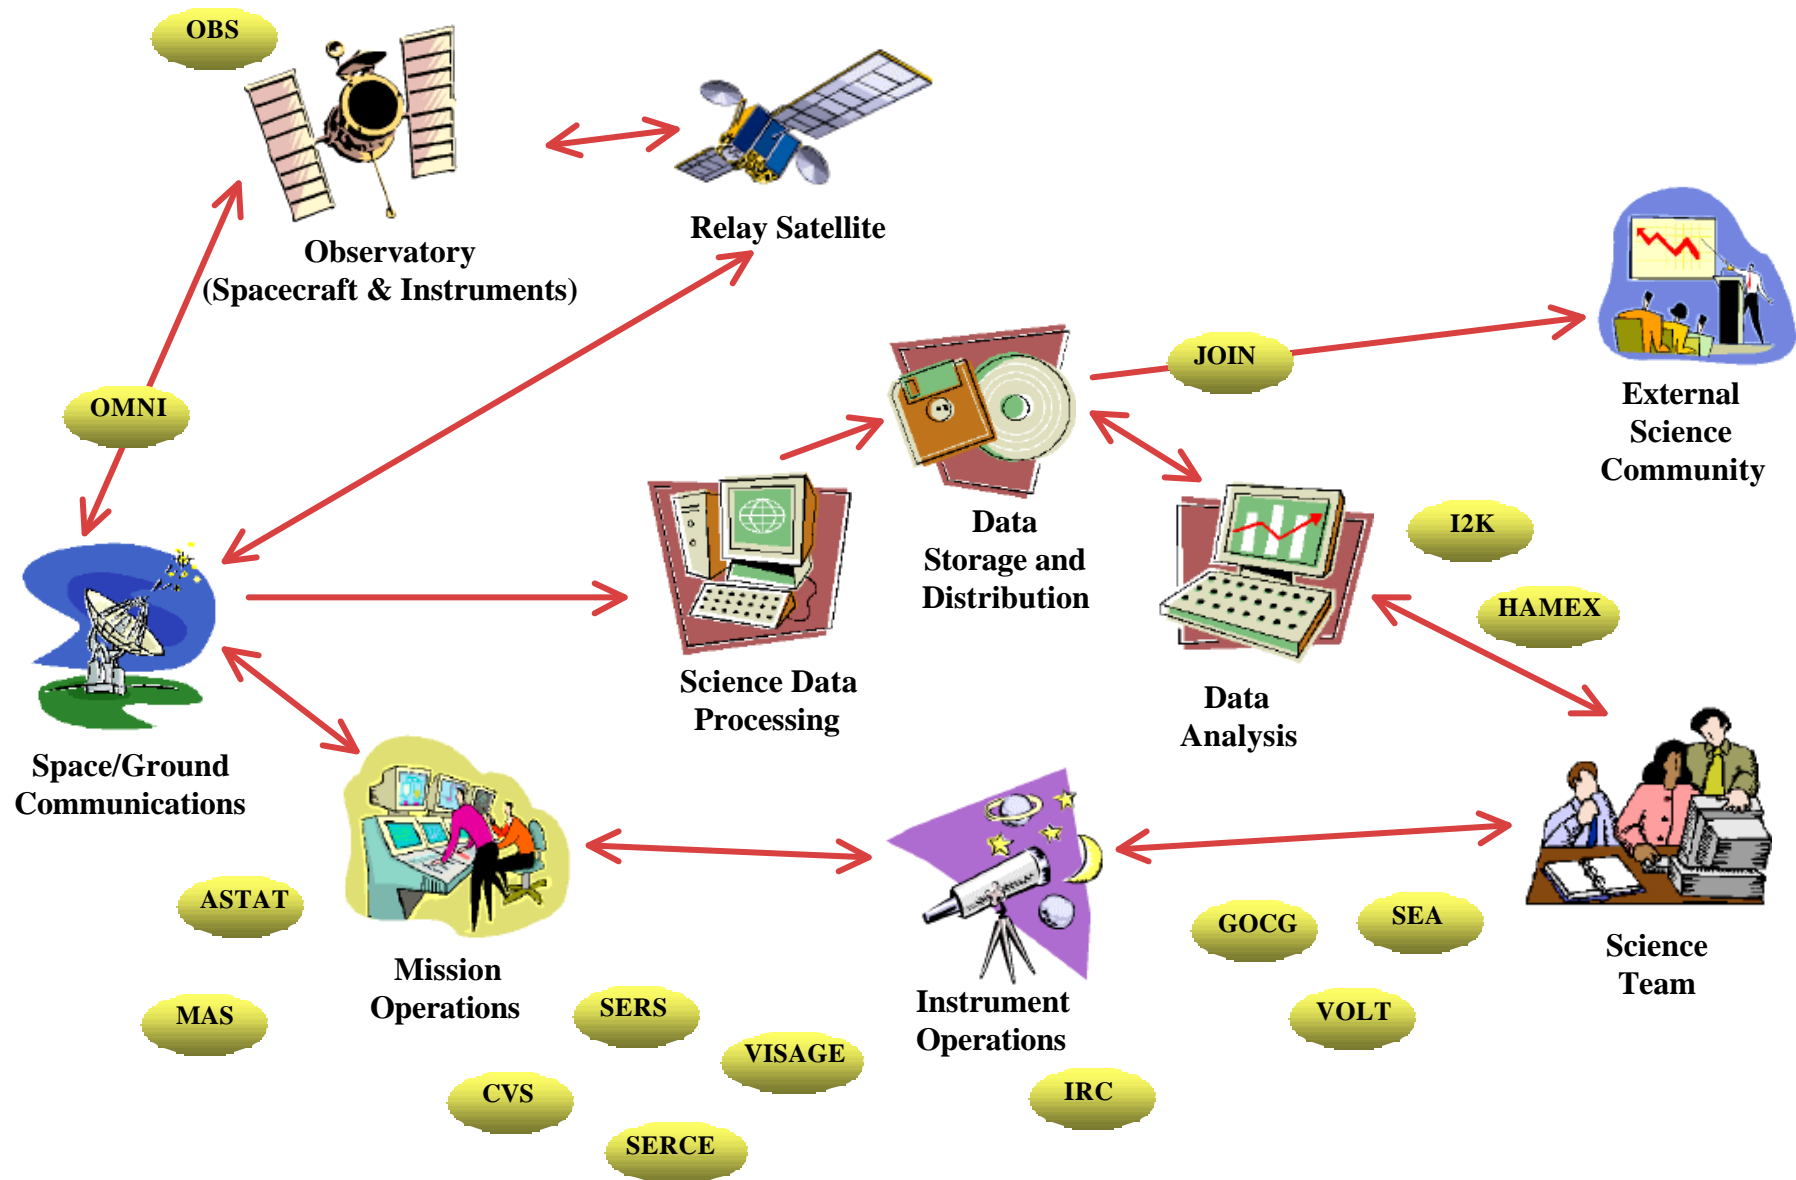 OBS
Observatory
(Spacecraft & Instruments)
Relay Satellite
OMNI
JOIN
External
Science
Community
Data
Storage and
Distribution
I2K
HAMEX
Science Data
Processing
Data
Analysis
Space/Ground
Communications
ASTAT
MAS
Mission
Operations
SERS
VISAGE
CVS
SERCE
Instrument
Operations
IRC
GOCG
SEA
VOLT
Science
Team